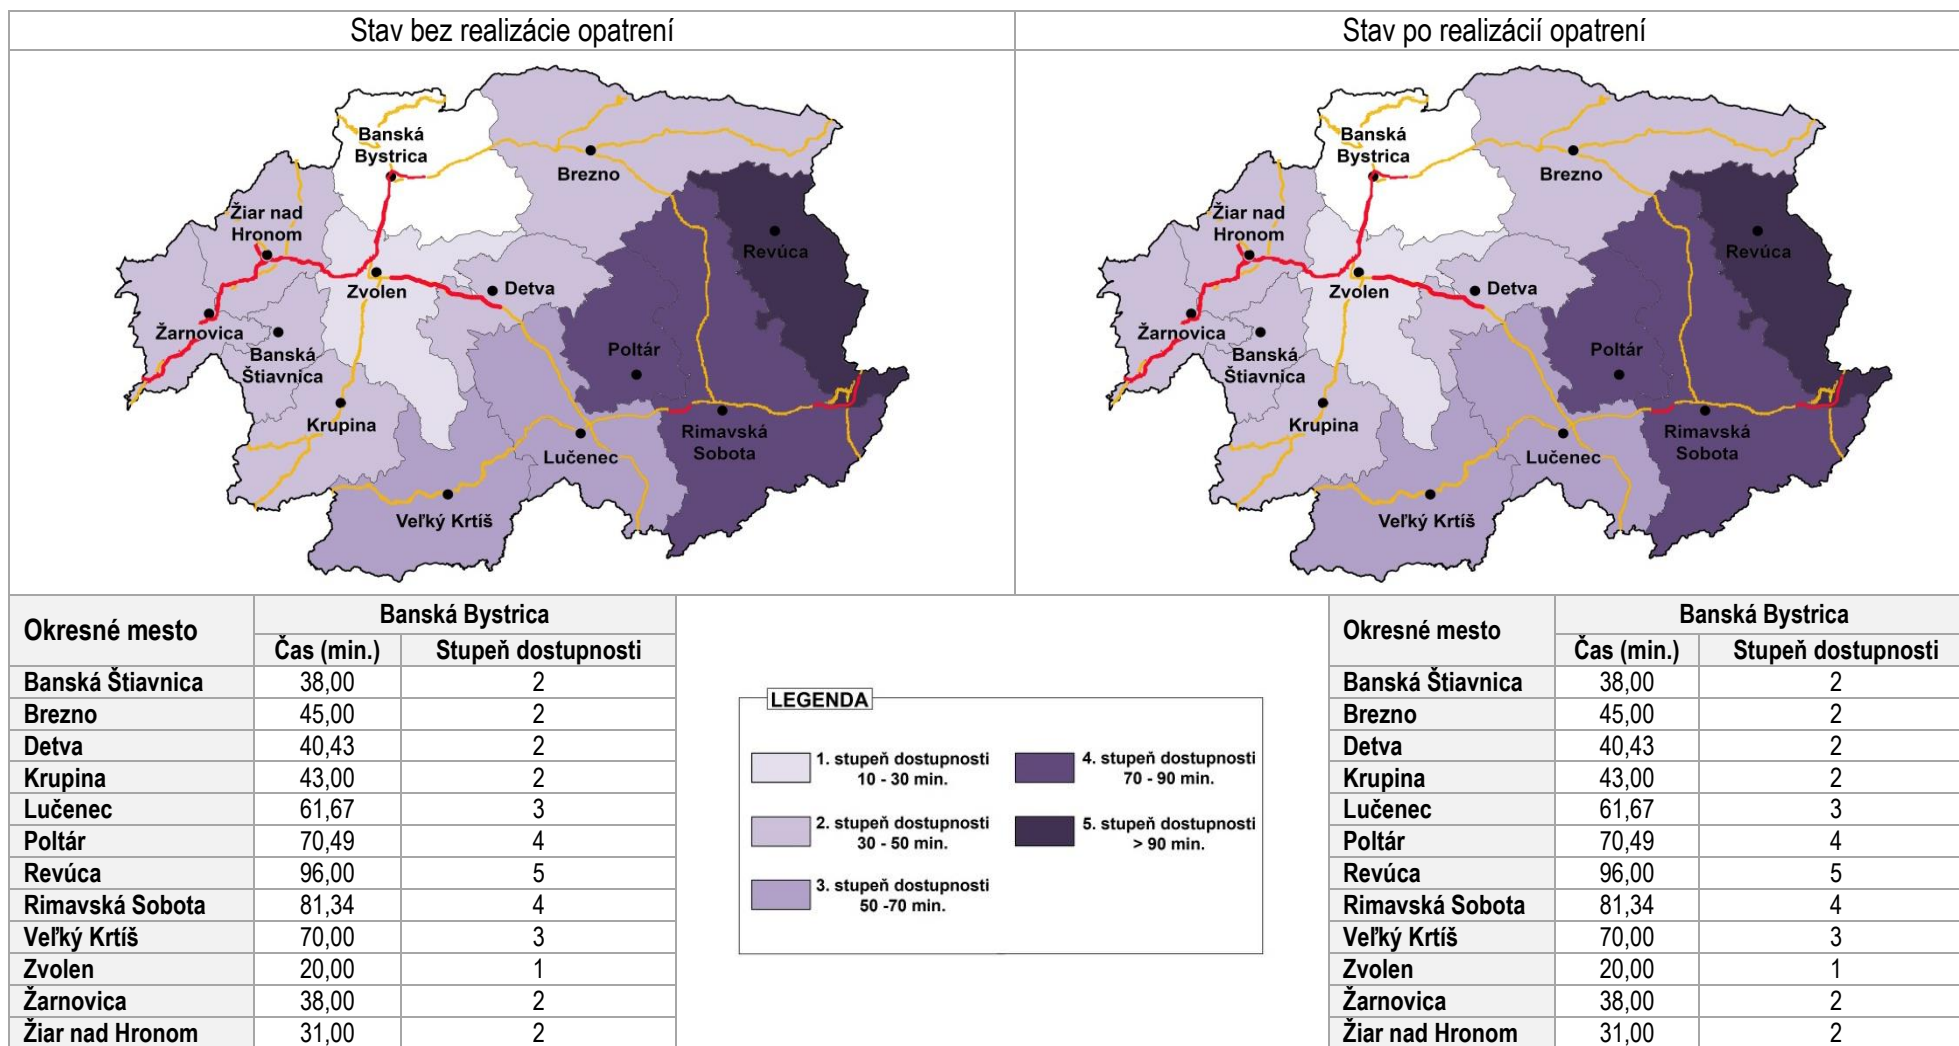 Stav bez realizácie opatrení
Stav po realizácií opatrení
Banská
Bystrica
Brezno
Žiar nad
Hronom
Revúca
Zvolen
Detva
Žarnovica
Banská
Štiavnica
Poltár
Krupina
Rimavská
Sobota
Lučenec
Veľký Krtíš
Banská
Bystrica
Brezno
Žiar nad
Hronom
Revúca
Zvolen
Detva
Žarnovica
Banská
Štiavnica
Poltár
Krupina
Rimavská
Sobota
Lučenec
Veľký Krtíš
Okresné mesto Banská Bystrica
Čas (min.) Stupeň dostupnosti
Banská Štiavnica 38,00 2
Brezno 45,00 2
Detva 40,43 2
Krupina 43,00 2
Lučenec 61,67 3
Poltár 70,49 4
Revúca 96,00 5
Rimavská Sobota 81,34 4
Veľký Krtíš 70,00 3
Zvolen 20,00 1
Žarnovica 38,00 2
Žiar nad Hronom 31,00 2
LEGENDA
1. stupeň dostupnosti
10 - 30 min.
2. stupeň dostupnosti
30 - 50 min.
3. stupeň dostupnosti
50 -70 min.
4. stupeň dostupnosti
70 - 90 min.
5. stupeň dostupnosti
> 90 min.
Okresné mesto Banská Bystrica
Čas (min.) Stupeň dostupnosti
Banská Štiavnica 38,00 2
Brezno 45,00 2
Detva 40,43 2
Krupina 43,00 2
Lučenec 61,67 3
Poltár 70,49 4
Revúca 96,00 5
Rimavská Sobota 81,34 4
Veľký Krtíš 70,00 3
Zvolen 20,00 1
Žarnovica 38,00 2
Žiar nad Hronom 31,00 2